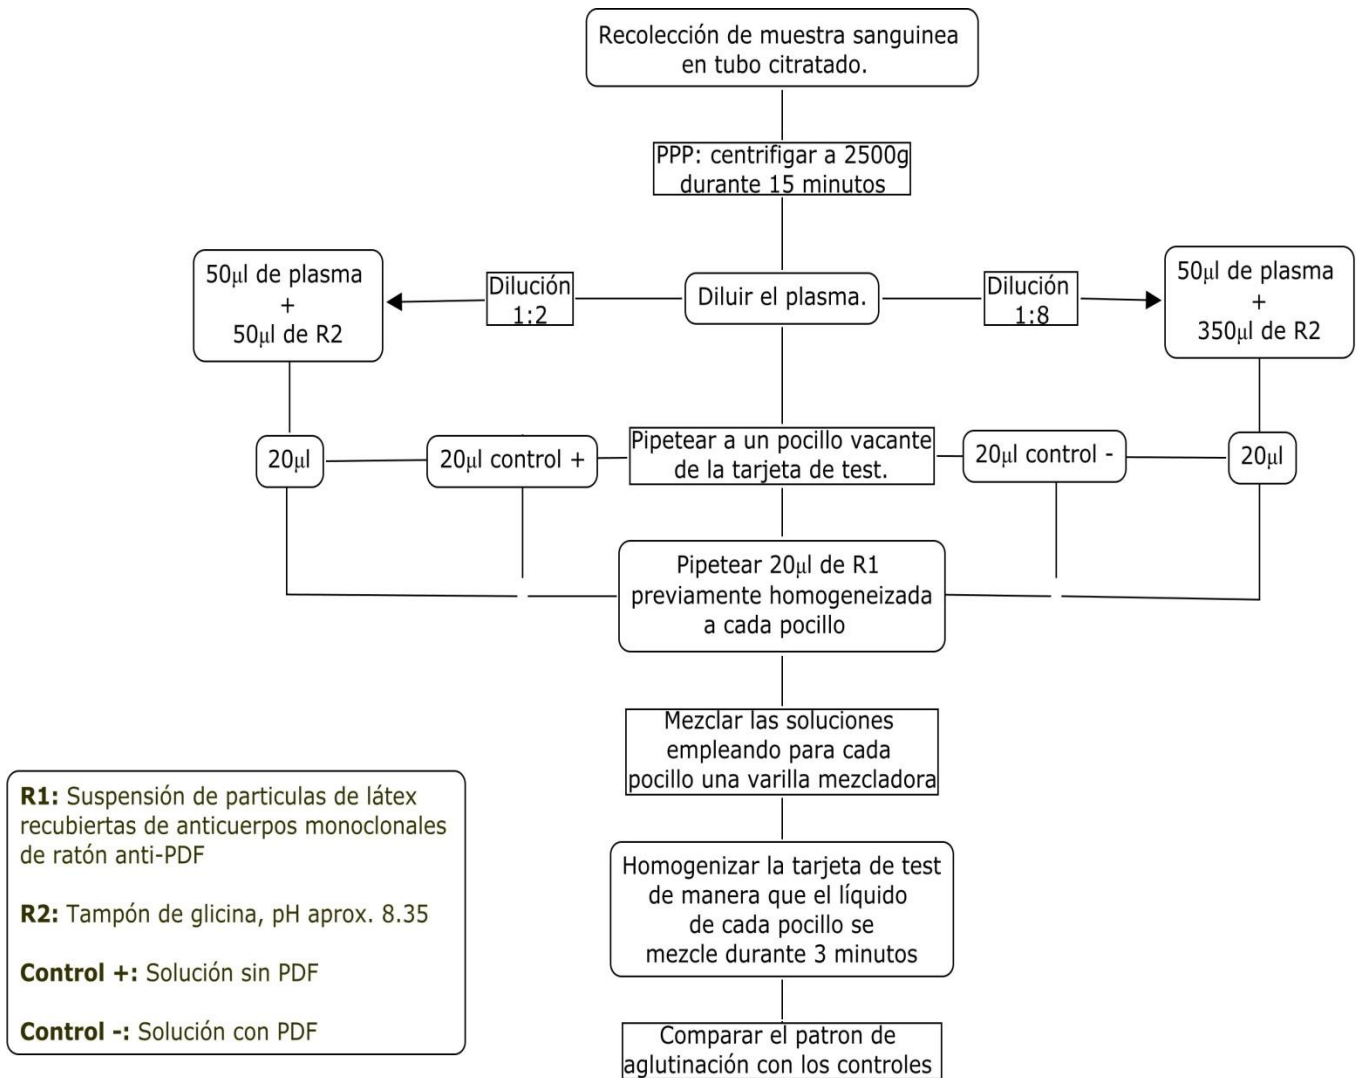 Recolección de muestra sanguinea
en tubo citratado.
PPP: centrifigar a 2500g
durante 15 minutos
50µl de plasma
+
50µl de R2
Dilución
1:2
Diluir el plasma.
Dilución
1:8
50µl de plasma
+
350µl de R2
20µl
20µl control +
Pipetear a un pocillo vacante
de la tarjeta de test.
20µl control -
20µl
Pipetear 20µl de R1
previamente homogeneizada
a cada pocillo
Mezclar las soluciones
empleando para cada
pocillo una varilla mezcladora
Homogenizar la tarjeta de test
de manera que el líquido
de cada pocillo se
mezcle durante 3 minutos
Comparar el patron de
aglutinación con los controles
R1: Suspensión de particulas de látex
recubiertas de anticuerpos monoclonales
de ratón anti-PDF
R2: Tampón de glicina, pH aprox. 8.35
Control +: Solución sin PDF
Control -: Solución con PDF